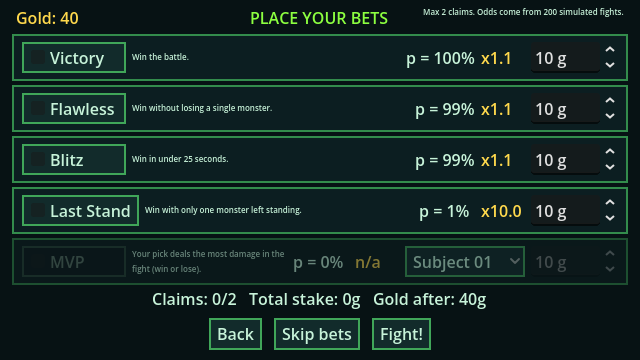 Gold: 40
PLACE YOUR BETS
Max 2 claims. Odds come from 200 simulated fights.
Victory Win the battle. p = 100% x1.1 10 g
Flawless Win without losing a single monster. p = 99% x1.1 10 g
Blitz Win in under 25 seconds. p = 99% x1.1 10 g
Last Stand Win with only one monster left standing. p = 1% x10.0 10 g
MVP Your pick deals the most damage in the
fight (win or lose). p = 0% n/a Subject 01 10 g
Claims: 0/2 Total stake: 0g Gold after: 40g
Back Skip bets Fight!